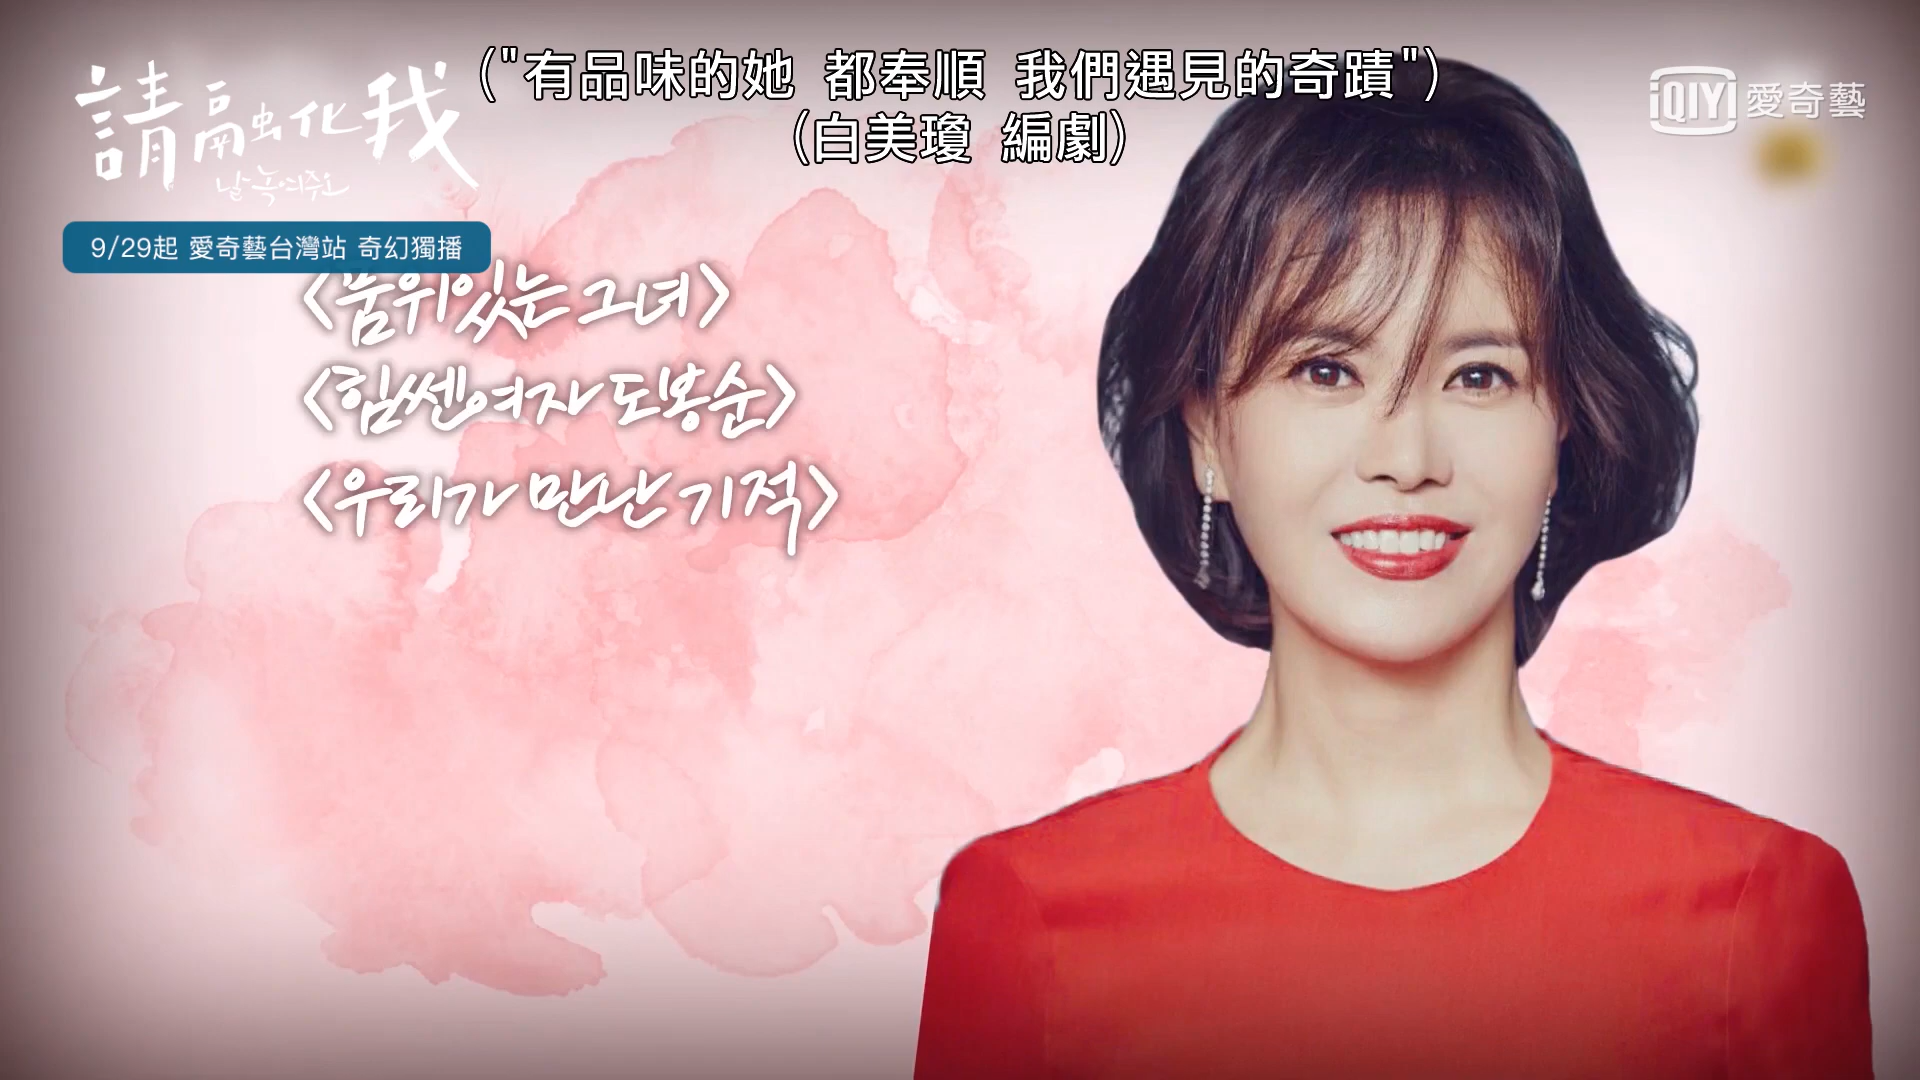 請融化我
날 녹여주오
("有品味的她 都奉順 我們遇見的奇蹟")
(白美瓊 編劇)
iQIYI 愛奇藝
9/29起 愛奇藝台灣站 奇幻獨播
<품위있는 그녀>
<힘쎈여자 도봉순>
<우리가 만난 기적>